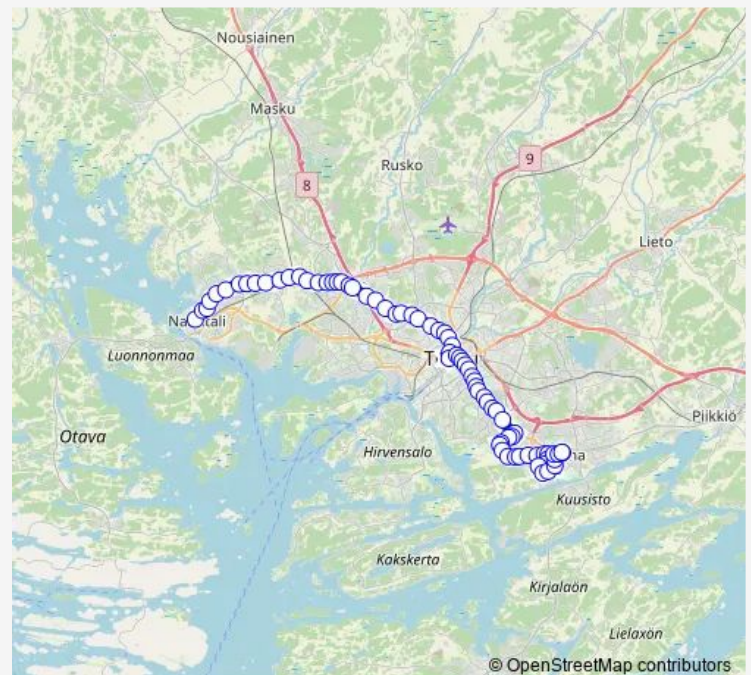 Nousiainen
Masku
Rusko
9
8
Lieto
Luonnonmaa
Piikkiö
Otava
Hirvensalo
Kuusisto
Kakskerta
Kirjalaön
Lielaxön
© OpenStreetMap contributors